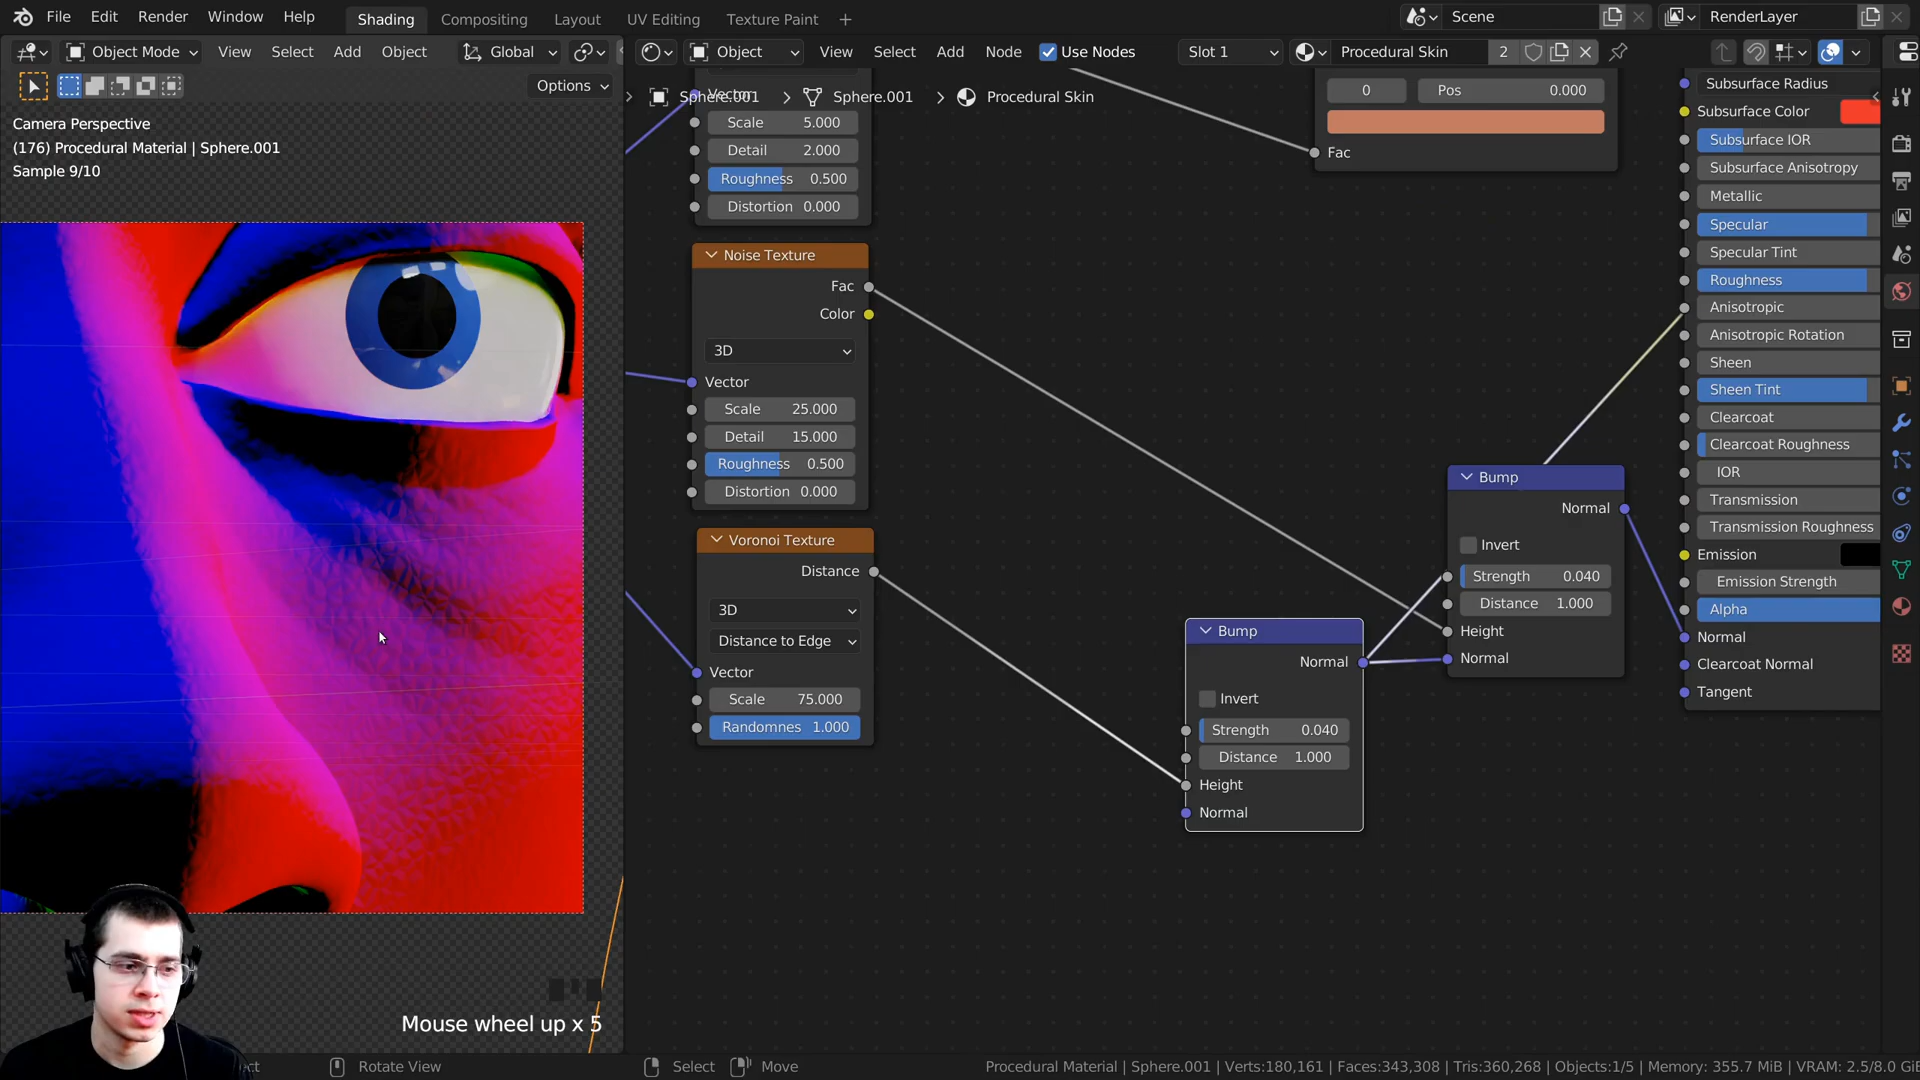 File Edit Render Window Help Shading Compositing Layout UV Editing Texture Paint + Scene RenderLayer
Object Mode View Select Add Object Global Object View Select Add Node Use Nodes Slot 1 Procedural Skin 2
Options
Sphere.001 > Sphere.001 > Procedural Skin
Camera Perspective
(176) Procedural Material | Sphere.001
Sample 9/10
Vector
Scale 5.000
Detail 2.000
Roughness 0.500
Distortion 0.000
0 Pos 0.000
Fac
Noise Texture
Fac
Color
3D
Vector
Scale 25.000
Detail 15.000
Roughness 0.500
Distortion 0.000
Voronoi Texture
Distance
3D
Distance to Edge
Vector
Scale 75.000
Randomnes 1.000
Bump
Normal
Invert
Strength 0.040
Distance 1.000
Height
Normal
Bump
Normal
Invert
Strength 0.040
Distance 1.000
Height
Normal
Subsurface Radius
Subsurface Color
Subsurface IOR
Subsurface Anisotropy
Metallic
Specular
Specular Tint
Roughness
Anisotropic
Anisotropic Rotation
Sheen
Sheen Tint
Clearcoat
Clearcoat Roughness
IOR
Transmission
Transmission Roughness
Emission
Emission Strength
Alpha
Normal
Clearcoat Normal
Tangent
Mouse wheel up x 5
Rotate View Select Move Procedural Material | Sphere.001 | Verts:180,161 | Faces:343,308 | Tris:360,268 | Objects:1/5 | Memory: 355.7 MiB | VRAM: 2.5/8.0